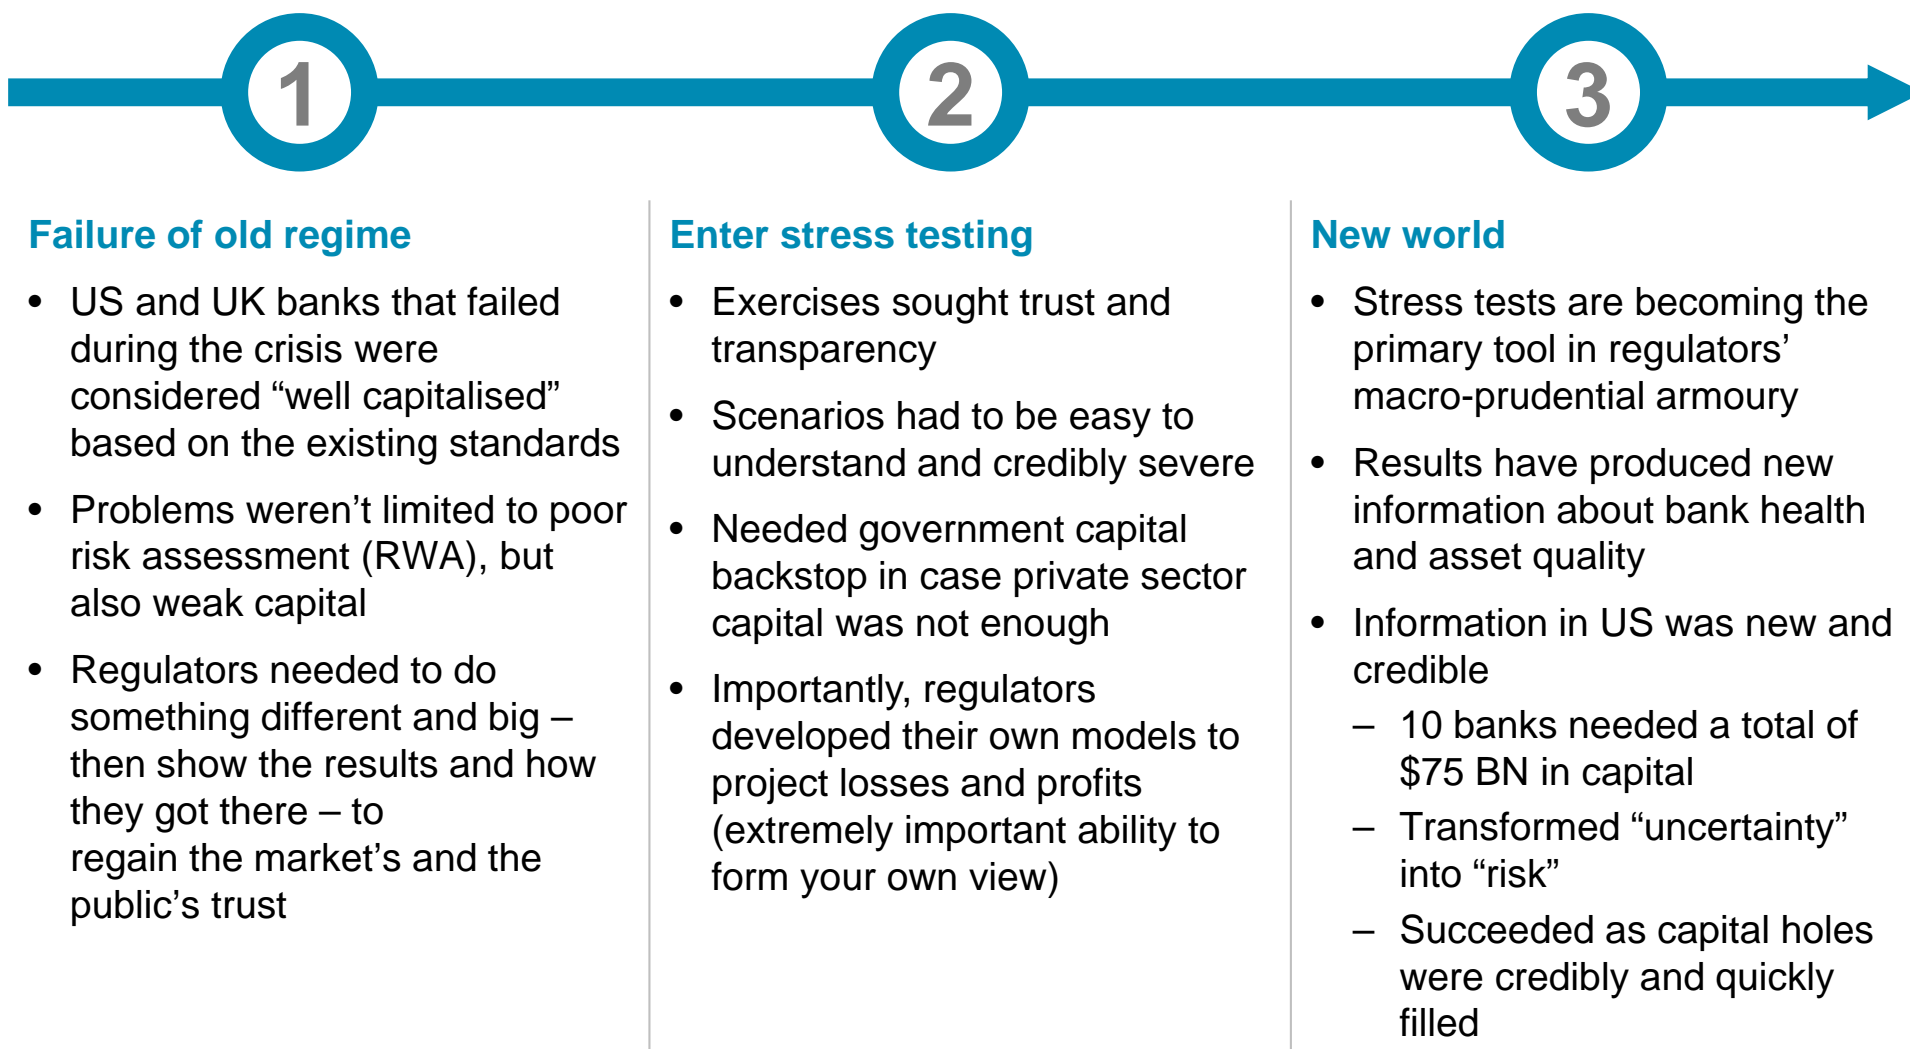 1
2
3
Failure of old regime
• US and UK banks that failed
during the crisis were
considered “well capitalised”
based on the existing standards
• Problems weren’t limited to poor
risk assessment (RWA), but
also weak capital
• Regulators needed to do
something different and big –
then show the results and how
they got there – to
regain the market’s and the
public’s trust
Enter stress testing
• Exercises sought trust and
transparency
• Scenarios had to be easy to
understand and credibly severe
• Needed government capital
backstop in case private sector
capital was not enough
• Importantly, regulators
developed their own models to
project losses and profits
(extremely important ability to
form your own view)
New world
• Stress tests are becoming the
primary tool in regulators’
macro-prudential armoury
• Results have produced new
information about bank health
and asset quality
• Information in US was new and
credible
– 10 banks needed a total of
$75 BN in capital
– Transformed “uncertainty”
into “risk”
– Succeeded as capital holes
were credibly and quickly
filled